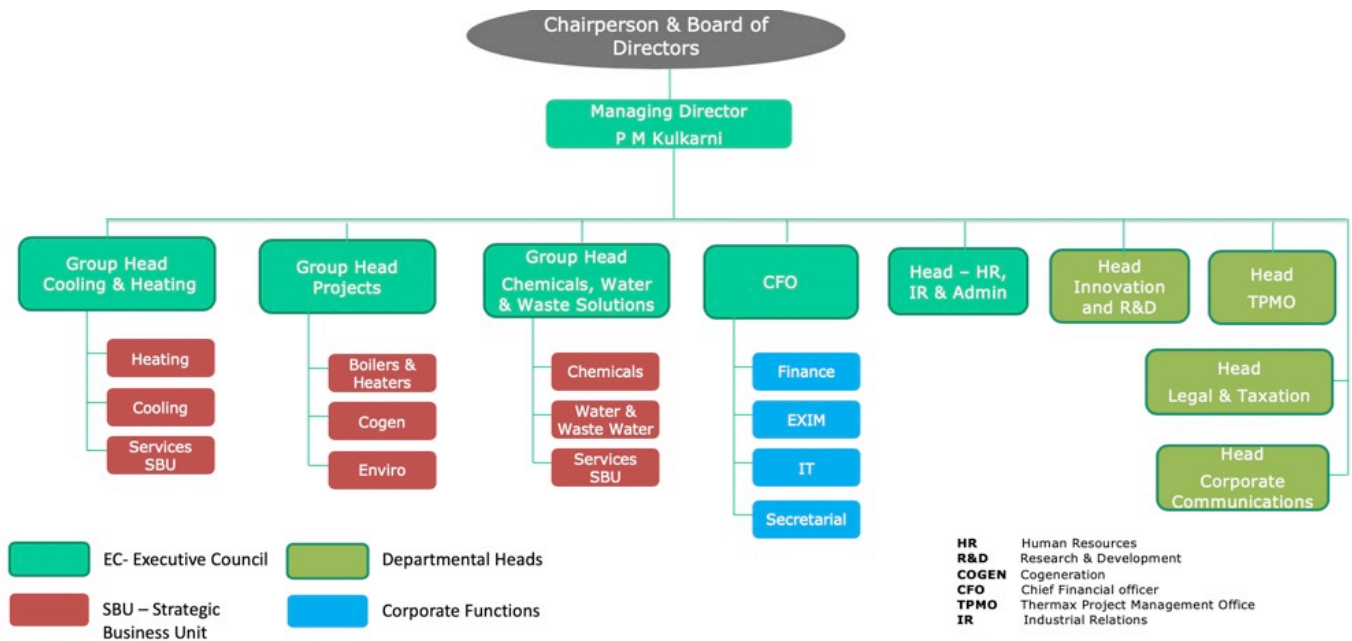 Chairperson & Board of
Directors
Managing Director
P M Kulkarni
Group Head
Cooling & Heating
Group Head
Projects
Group Head
Chemicals, Water
& Waste Solutions
CFO
Head – HR,
IR & Admin
Head
Innovation
and R&D
Head
TPMO
Heating
Cooling
Services
SBU
Boilers &
Heaters
Cogen
Enviro
Chemicals
Water &
Waste Water
Services
SBU
Finance
EXIM
IT
Secretarial
Head
Legal & Taxation
Head
Corporate
Communications
EC- Executive Council
Departmental Heads
SBU – Strategic
Business Unit
Corporate Functions
HR Human Resources
R&D Research & Development
COGEN Cogeneration
CFO Chief Financial officer
TPMO Thermax Project Management Office
IR Industrial Relations